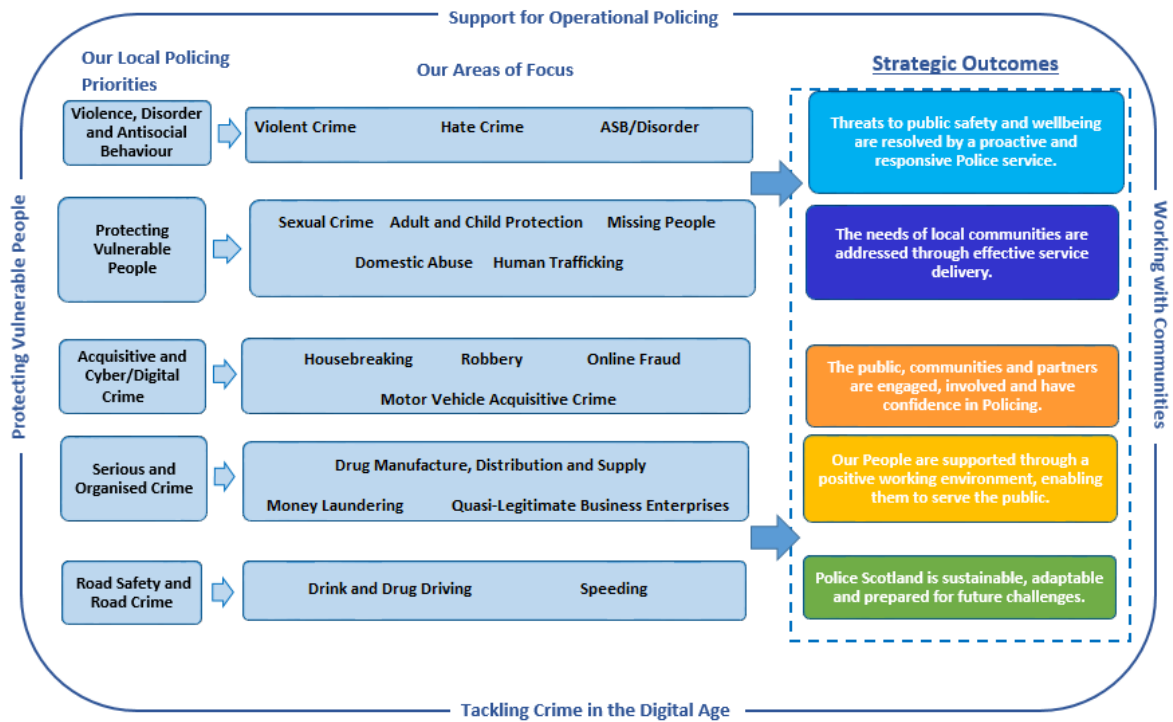 Support for Operational Policing
Our Local Policing
Priorities
Our Areas of Focus
Strategic Outcomes
Violence, Disorder
and Antisocial
Behaviour
Violent Crime Hate Crime ASB/Disorder
Threats to public safety and wellbeing
are resolved by a proactive and
responsive Police service.
Protecting
Vulnerable
People
Sexual Crime Adult and Child Protection Missing People
Domestic Abuse Human Trafficking
The needs of local communities are
addressed through effective service
delivery.
Acquisitive and
Cyber/Digital
Crime
Housebreaking Robbery Online Fraud
Motor Vehicle Acquisitive Crime
The public, communities and partners
are engaged, involved and have
confidence in Policing.
Serious and
Organised Crime
Drug Manufacture, Distribution and Supply
Money Laundering Quasi-Legitimate Business Enterprises
Our People are supported through a
positive working environment, enabling
them to serve the public.
Road Safety and
Road Crime
Drink and Drug Driving Speeding
Police Scotland is sustainable, adaptable
and prepared for future challenges.
Protecting Vulnerable People
Working with Communities
Tackling Crime in the Digital Age